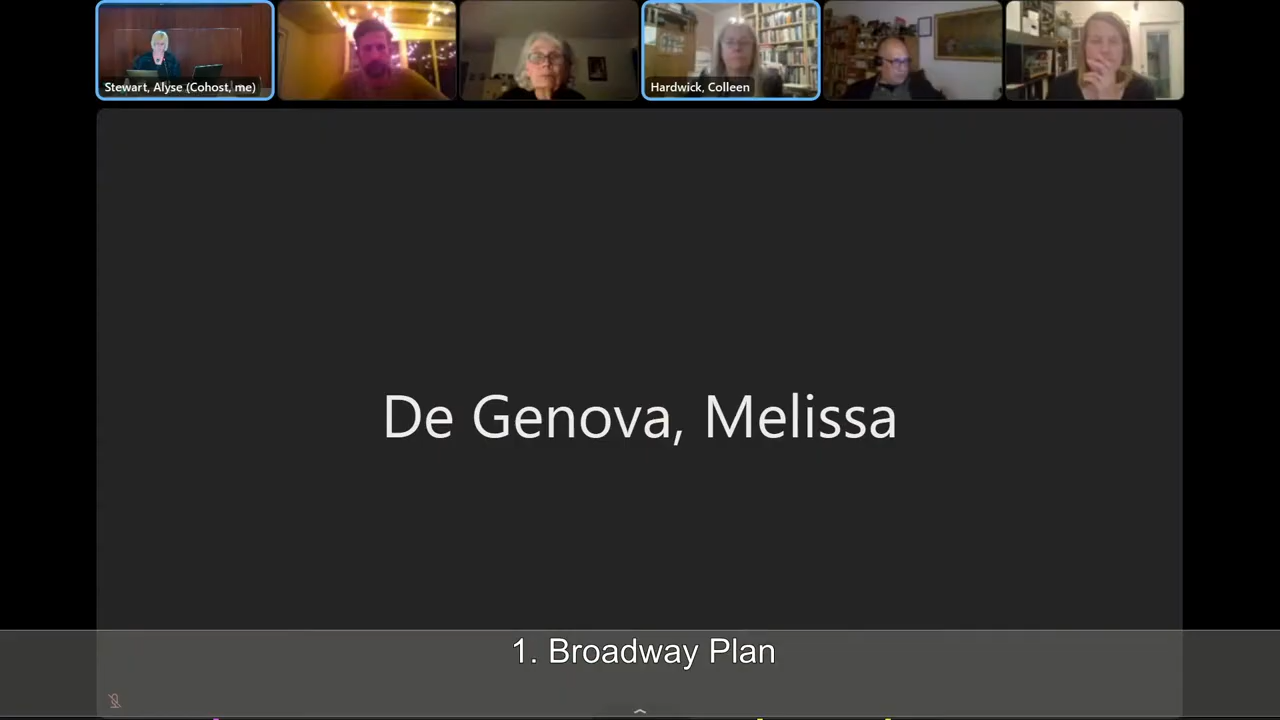 Stewart, Alyse (Cohost, me)
Hardwick, Colleen
De Genova, Melissa
1. Broadway Plan